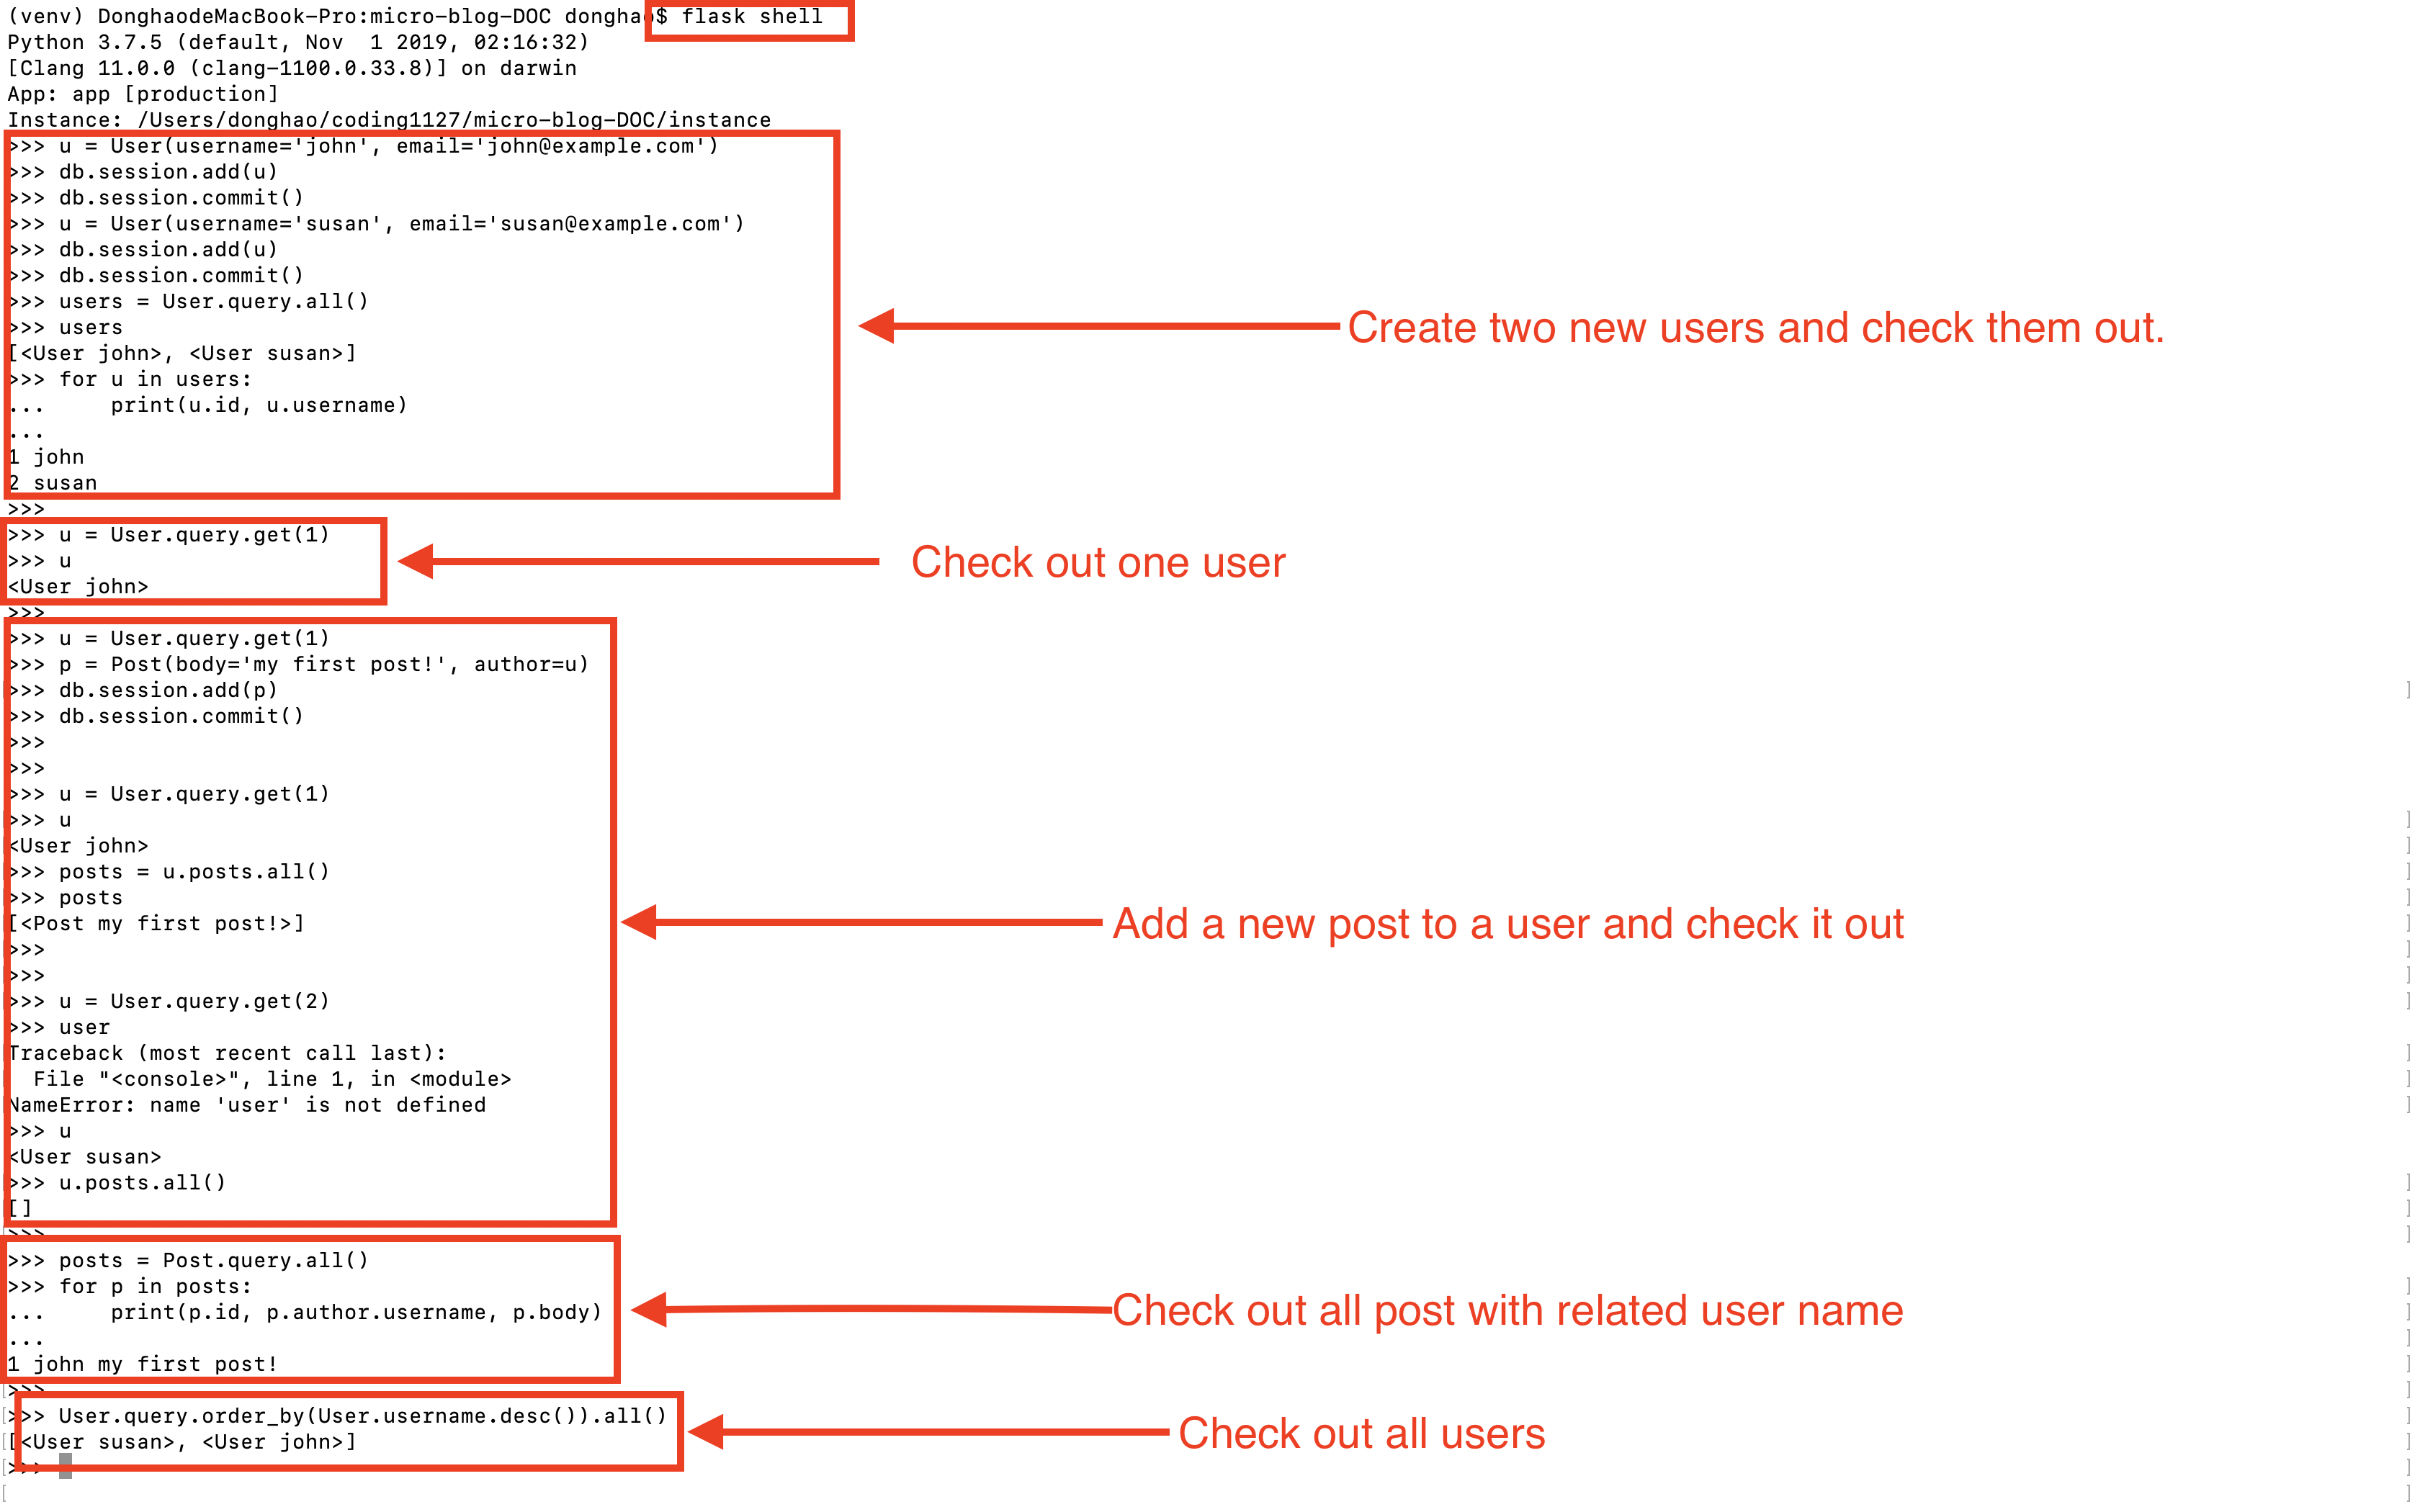 (venv) DonghaodeMacBook-Pro:micro-blog-DOC donghao$ flask shell
Python 3.7.5 (default, Nov  1 2019, 02:16:32)
[Clang 11.0.0 (clang-1100.0.33.8)] on darwin
App: app [production]
Instance: /Users/donghao/coding1127/micro-blog-DOC/instance
>>> u = User(username='john', email='john@example.com')
>>> db.session.add(u)
>>> db.session.commit()
>>> u = User(username='susan', email='susan@example.com')
>>> db.session.add(u)
>>> db.session.commit()
>>> users = User.query.all()
>>> users
[<User john>, <User susan>]
>>> for u in users:
...     print(u.id, u.username)
...
1 john
2 susan
Create two new users and check them out.
>>>
>>> u = User.query.get(1)
>>> u
<User john>
Check out one user
>>>
>>> u = User.query.get(1)
>>> p = Post(body='my first post!', author=u)
>>> db.session.add(p)
>>> db.session.commit()
>>>
>>>
>>> u = User.query.get(1)
>>> u
<User john>
>>> posts = u.posts.all()
>>> posts
[<Post my first post!>]
>>>
>>>
>>> u = User.query.get(2)
>>> user
Traceback (most recent call last):
  File "<console>", line 1, in <module>
NameError: name 'user' is not defined
>>> u
<User susan>
>>> u.posts.all()
[]
Add a new post to a user and check it out
>>>
>>> posts = Post.query.all()
>>> for p in posts:
...     print(p.id, p.author.username, p.body)
...
1 john my first post!
Check out all post with related user name
>>>
>>> User.query.order_by(User.username.desc()).all()
[<User susan>, <User john>]
>>>
Check out all users